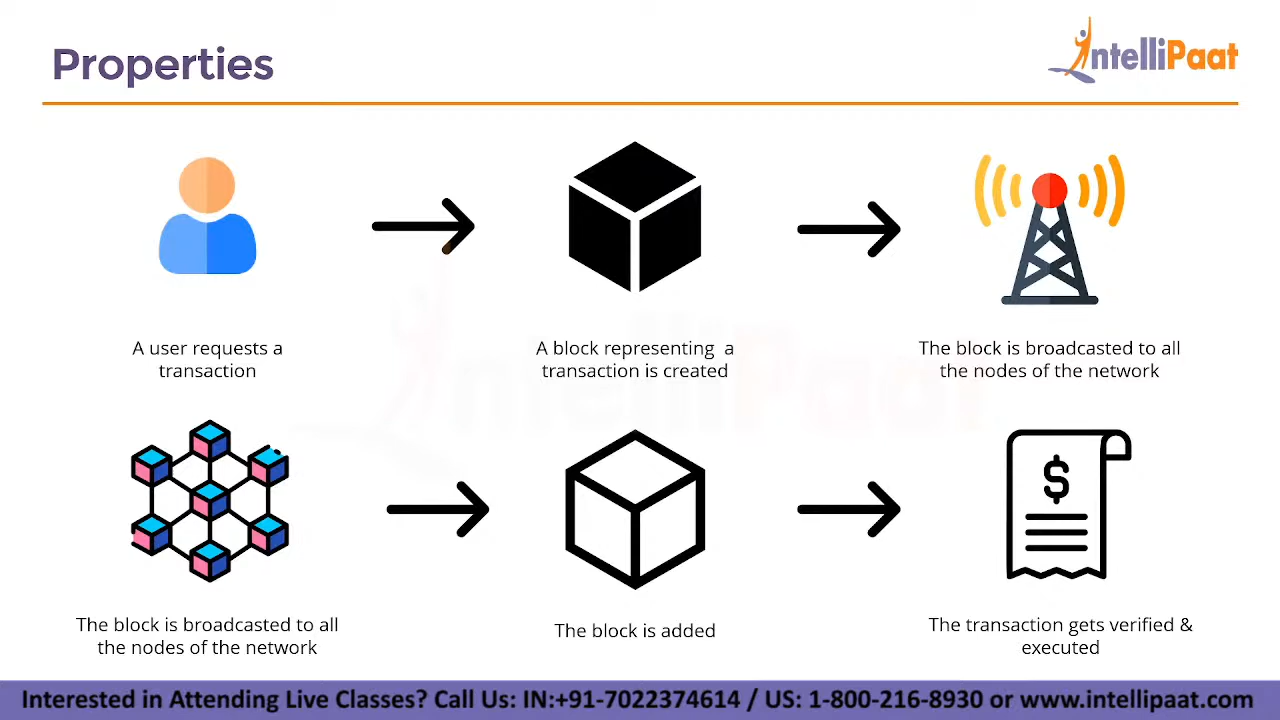 Properties
IntelliPaat
A user requests a
transaction
A block representing a
transaction is created
The block is broadcasted to all
the nodes of the network
The block is broadcasted to all
the nodes of the network
The block is added
$
The transaction gets verified &
executed
IntelliPaat
Interested in Attending Live Classes? Call Us: IN:+91-7022374614 / US: 1-800-216-8930 or www.intellipaat.com